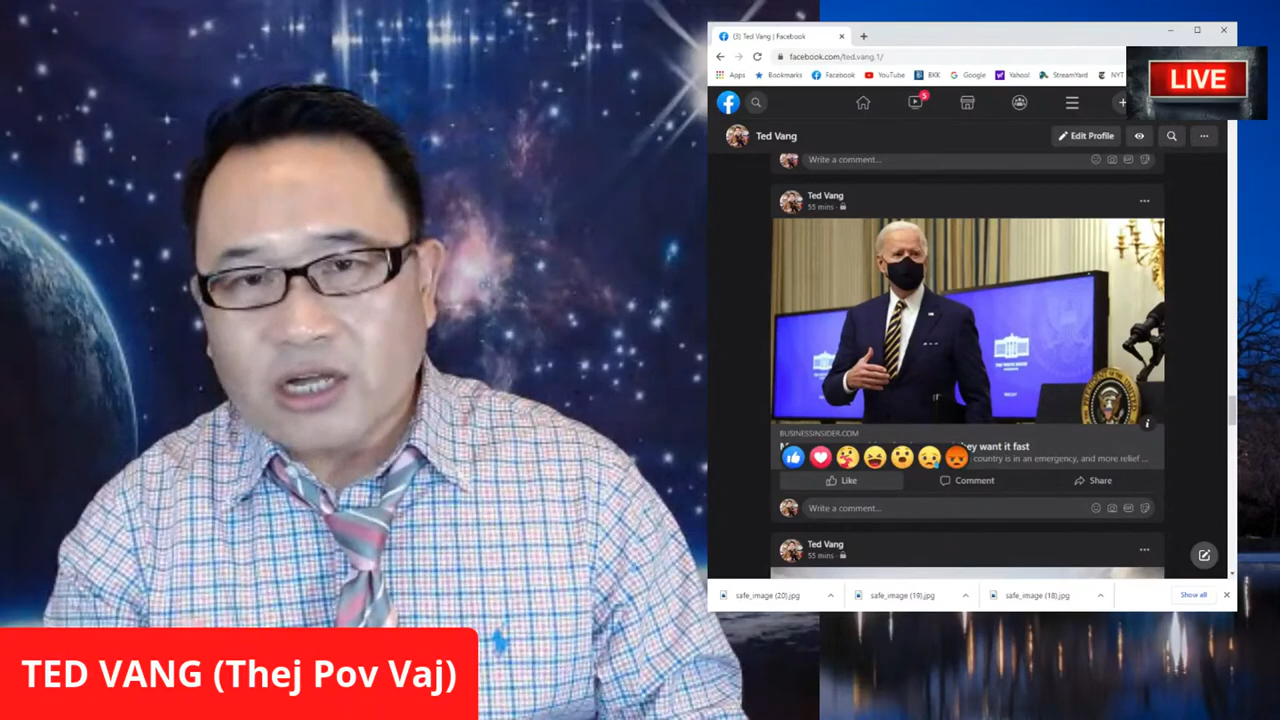 (3) Ted Vang | Facebook
facebook.com/ted.vang.1/
Apps Bookmarks Facebook YouTube BKK Google Yahoo! StreamYard NYT
LIVE
5
Ted Vang
Edit Profile
Write a comment...
Ted Vang
55 mins
BUSINESSINSIDER.COM
they want it fast
country is in an emergency, and more relief ...
Like Comment Share
Write a comment...
Ted Vang
55 mins
safe_image (20).jpg safe_image (19).jpg safe_image (18).jpg Show all
TED VANG (Thej Pov Vaj)